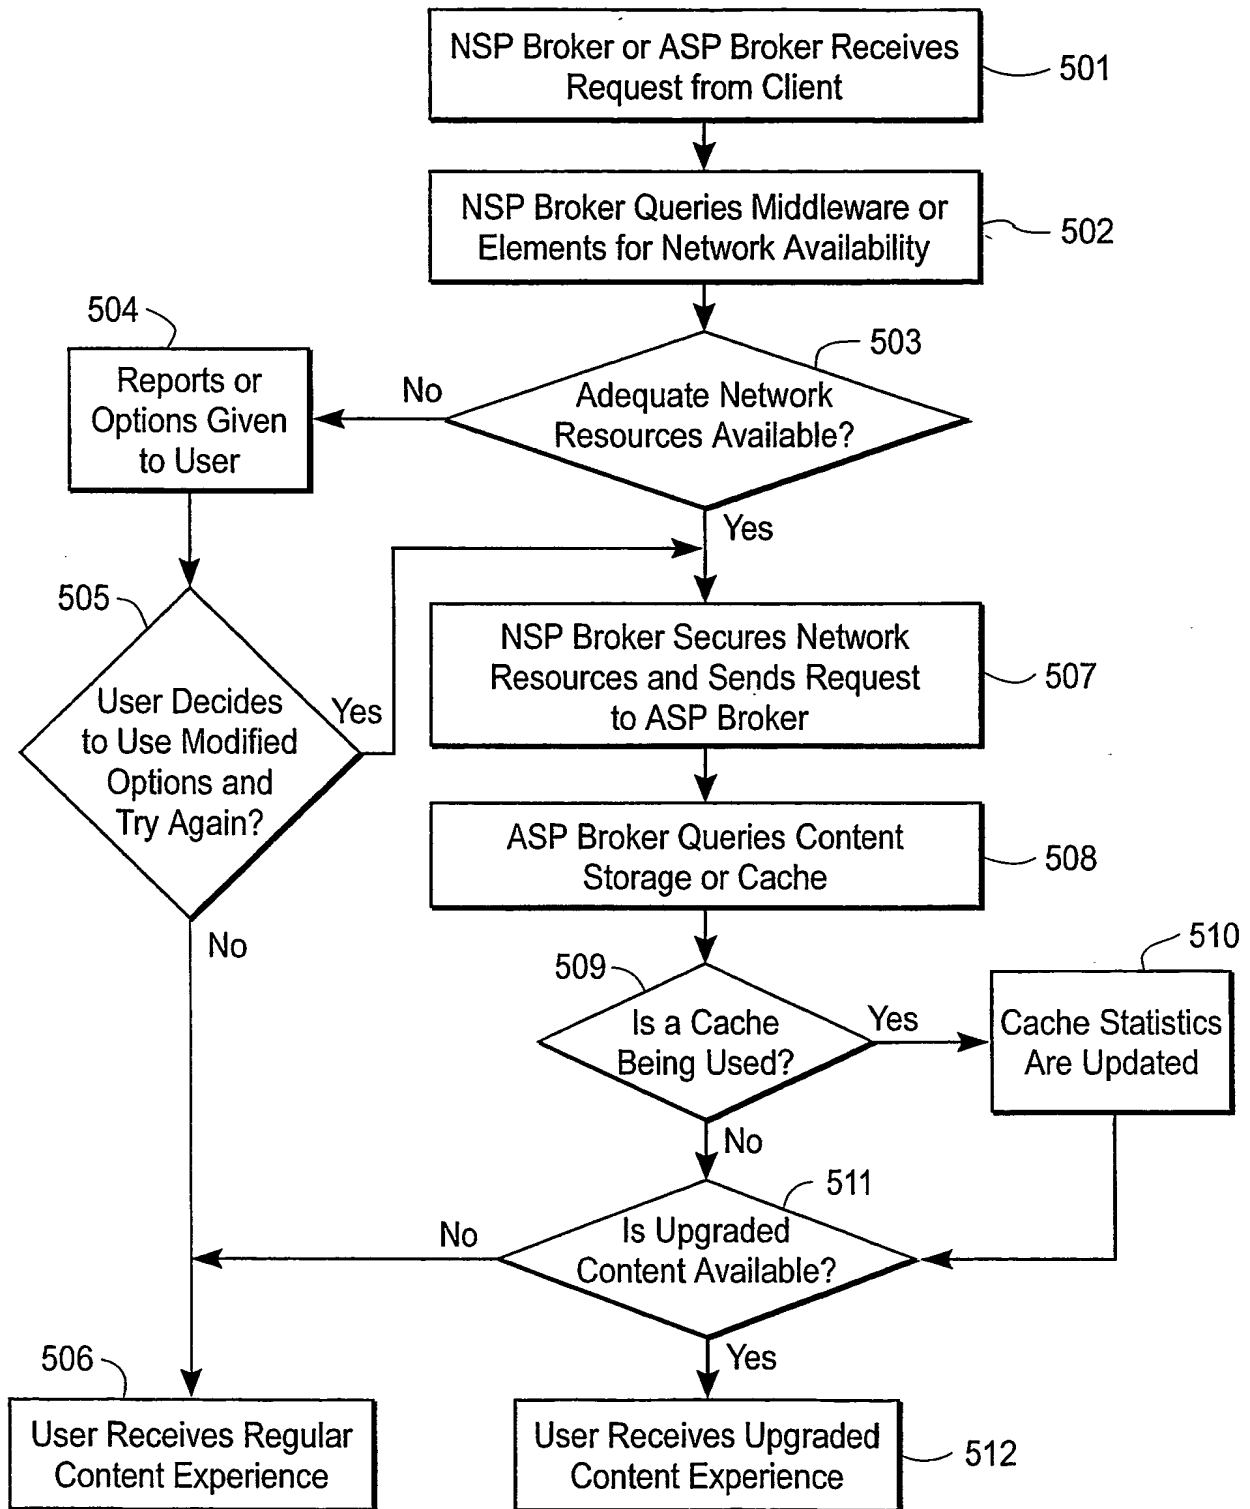 NSP Broker or ASP Broker Receives
Request from Client
501
NSP Broker Queries Middleware or
Elements for Network Availability
502
504
Reports or
Options Given
to User
No
503
Adequate Network
Resources Available?
Yes
505
User Decides
to Use Modified
Options and
Try Again?
Yes
No
NSP Broker Secures Network
Resources and Sends Request
to ASP Broker
507
ASP Broker Queries Content
Storage or Cache
508
509
Is a Cache
Being Used?
Yes
No
510
Cache Statistics
Are Updated
511
Is Upgraded
Content Available?
No
Yes
506
User Receives Regular
Content Experience
User Receives Upgraded
Content Experience
512